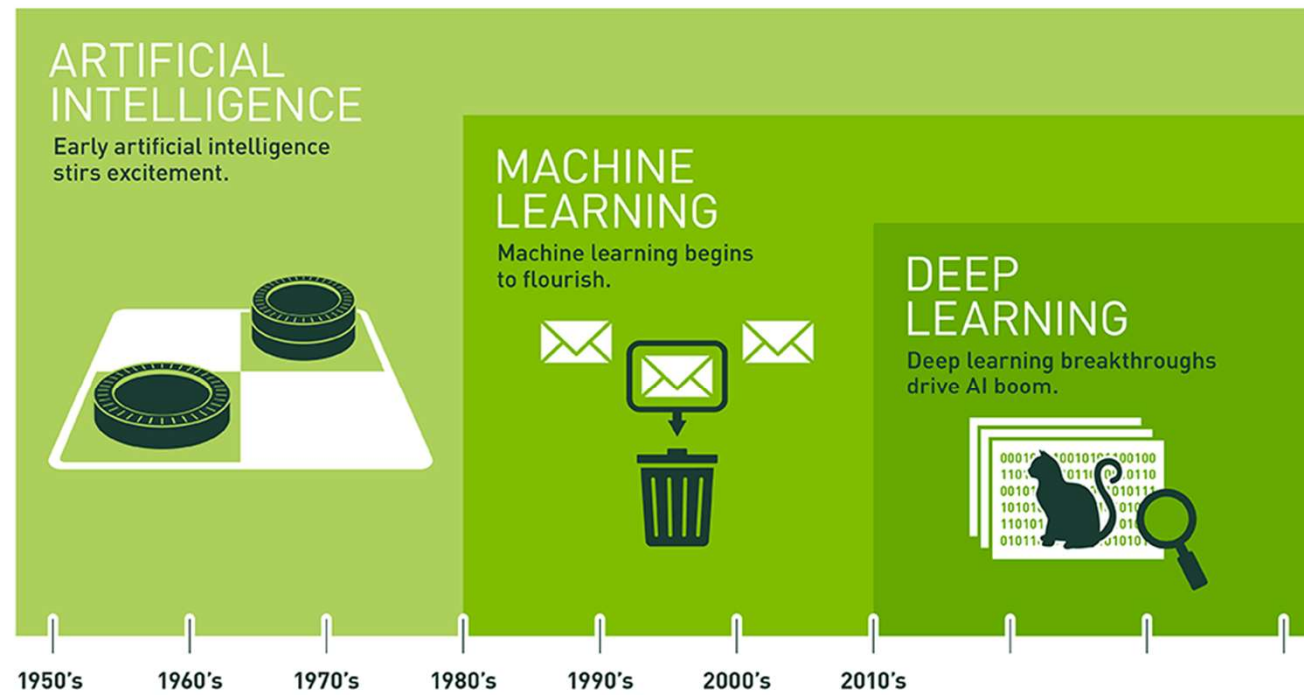 ARTIFICIAL
INTELLIGENCE
Early artificial intelligence
stirs excitement.
MACHINE
LEARNING
Machine learning begins
to flourish.
DEEP
LEARNING
Deep learning breakthroughs
drive AI boom.
1950's 1960's 1970's 1980's 1990's 2000's 2010's